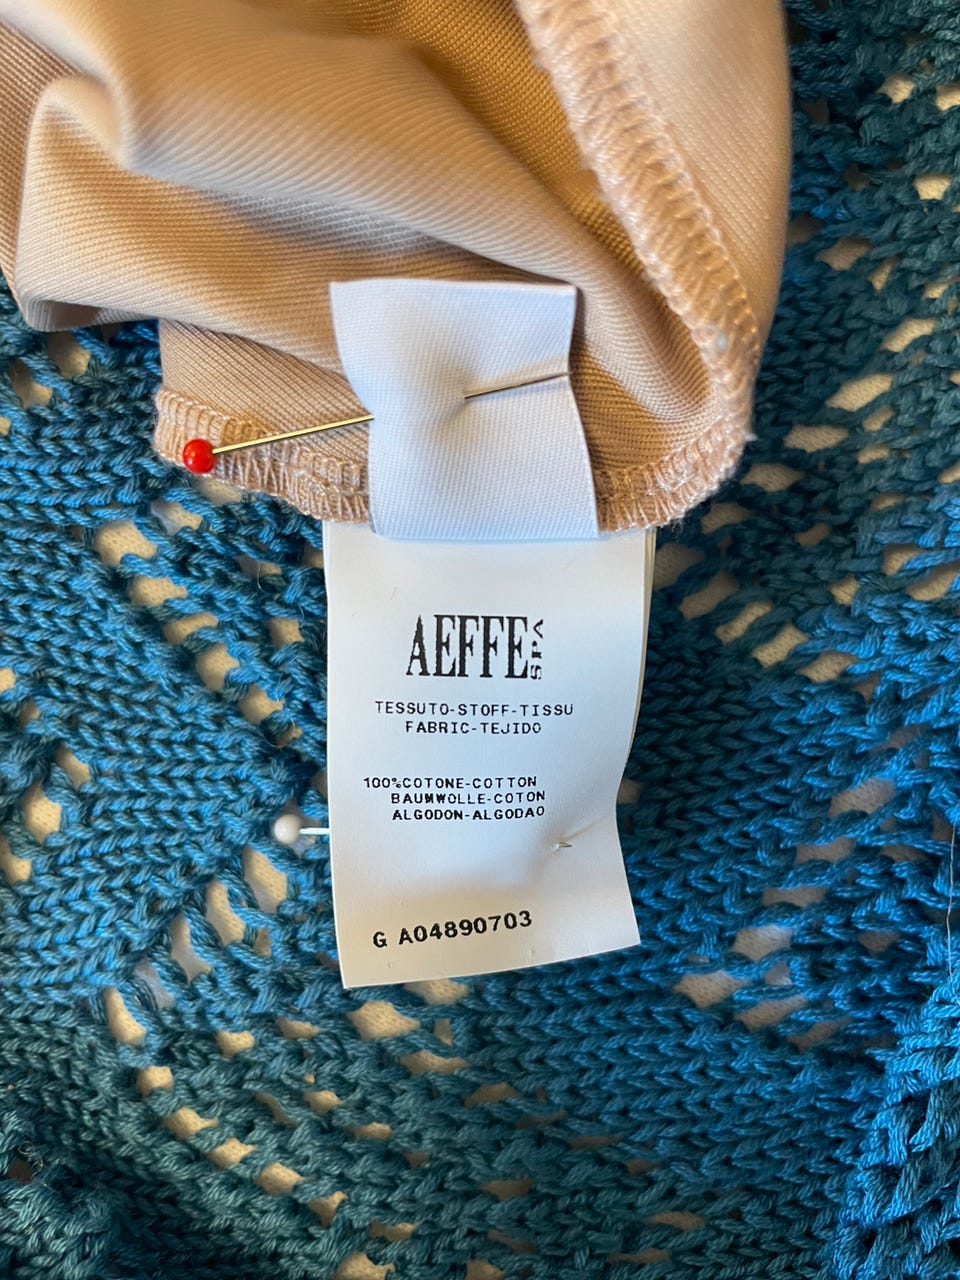 AEFFE SPA
TESSUTO-STOFF-TISSU
FABRIC-TEJIDO
100%COTONE-COTTON
BAUMWOLLE-COTON
ALGODON-ALGODAO
G A04890703